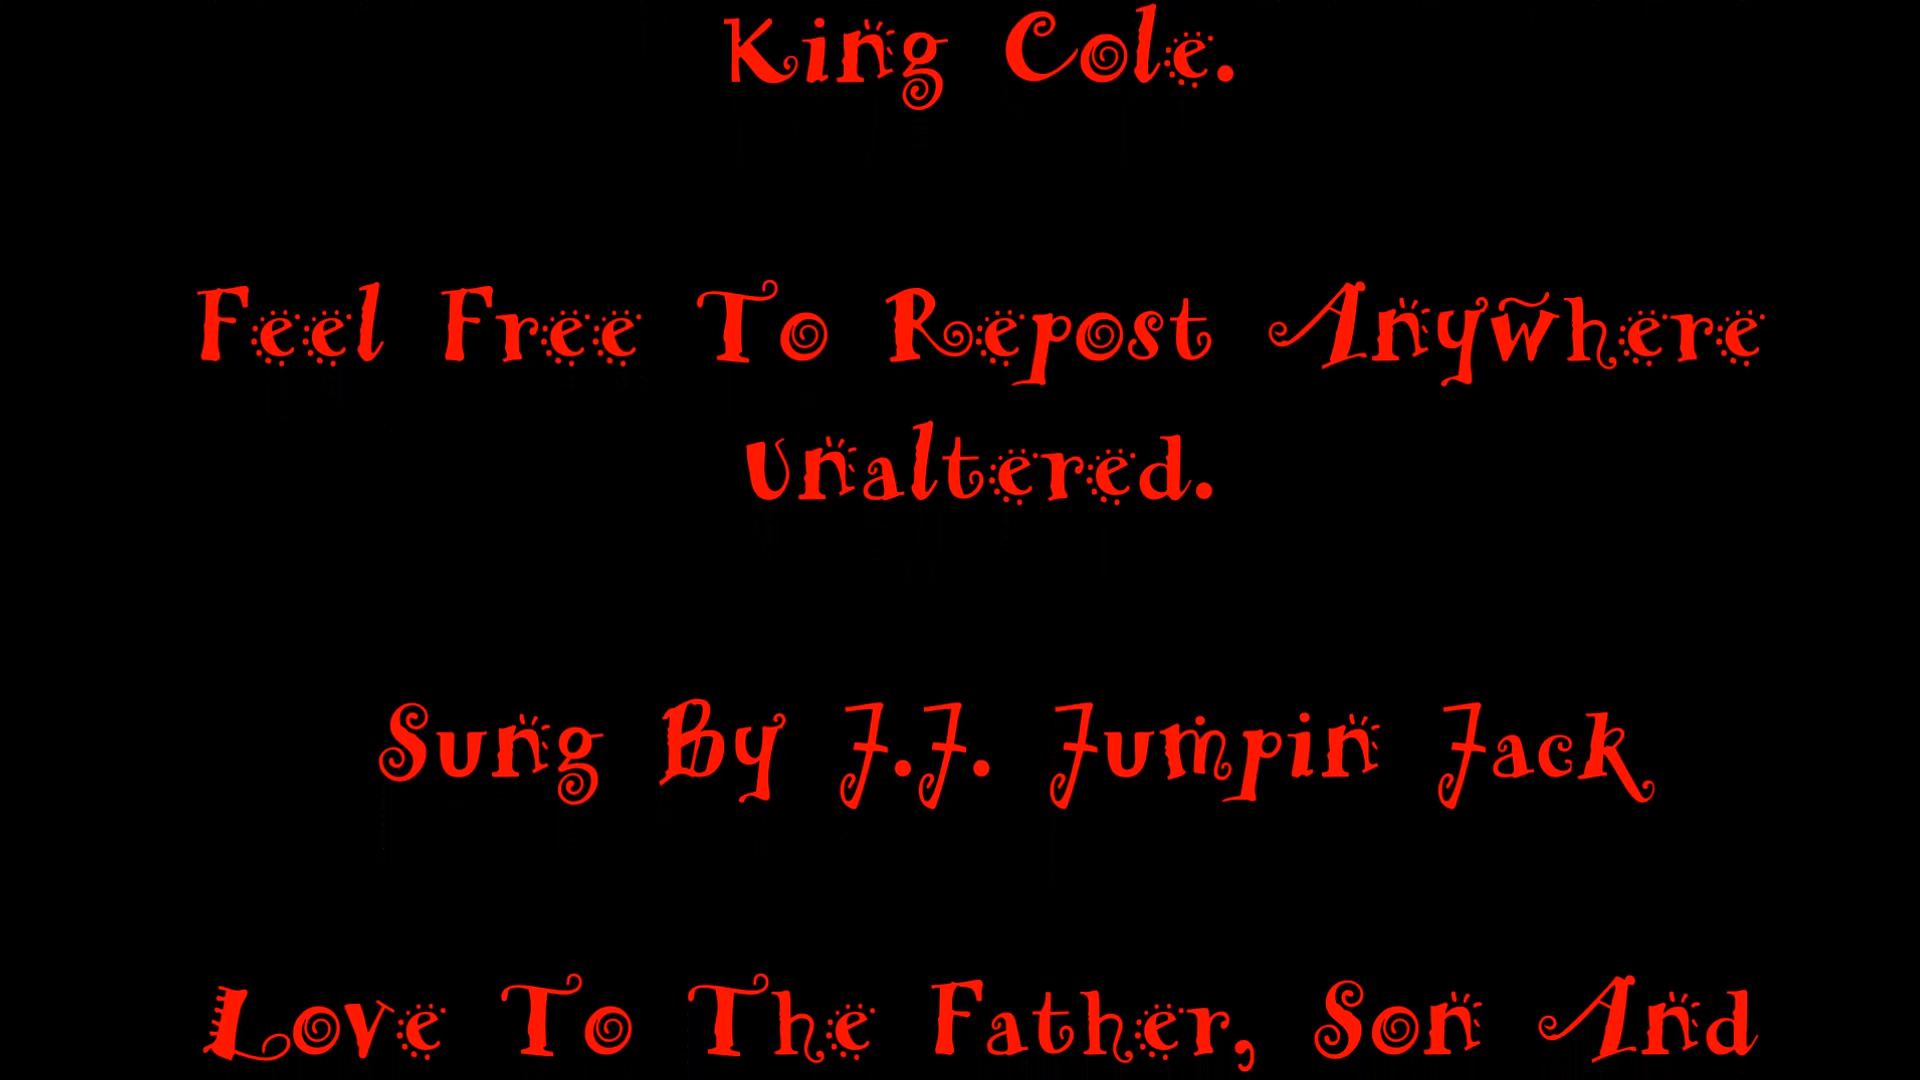 King Cole.
Feel Free To Repost Anywhere
Unaltered.
Sung By J.J. Jumpin Jack
Love To The Father, Son And